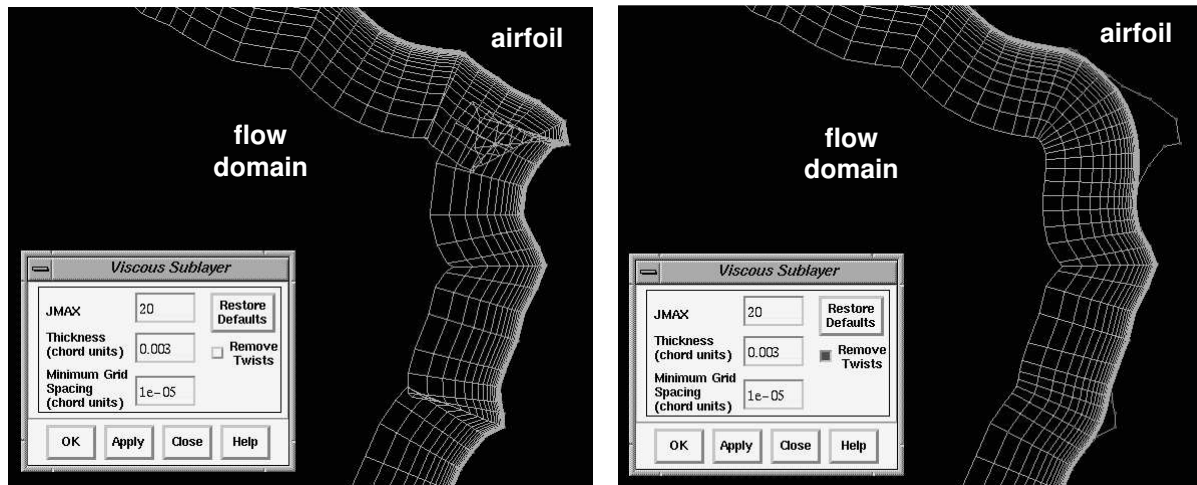 airfoil
flow
domain
Viscous Sublayer
JMAX
20
Restore
Defaults
Thickness
(chord units)
0.003
Remove
Twists
Minimum Grid
Spacing
(chord units)
1e-05
OK
Apply
Close
Help
airfoil
flow
domain
Viscous Sublayer
JMAX
20
Restore
Defaults
Thickness
(chord units)
0.003
Remove
Twists
Minimum Grid
Spacing
(chord units)
1e-05
OK
Apply
Close
Help